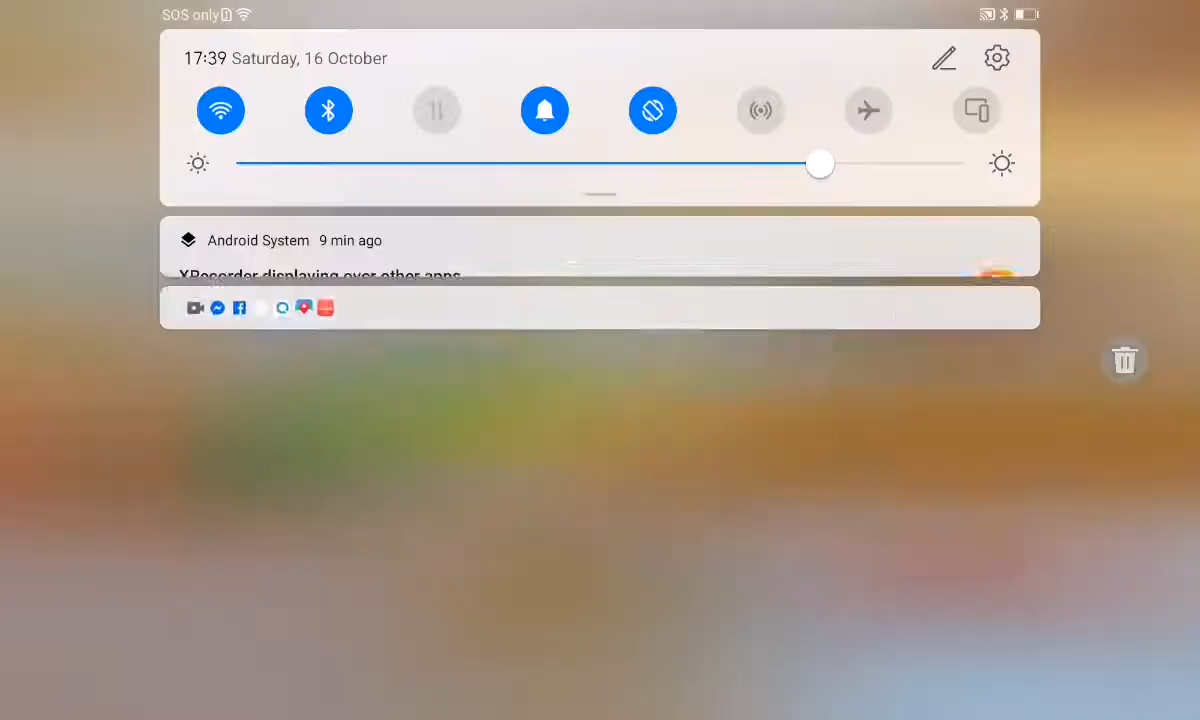 SOS only
17:39 Saturday, 16 October
Android System 9 min ago
XRecorder displaying over other apps